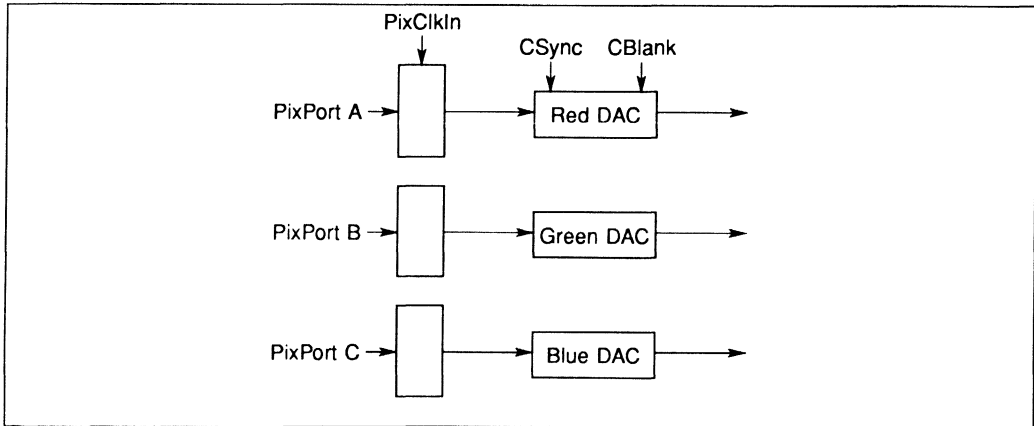 PixClkIn
CSync CBlank
PixPort A
Red DAC
PixPort B
Green DAC
PixPort C
Blue DAC